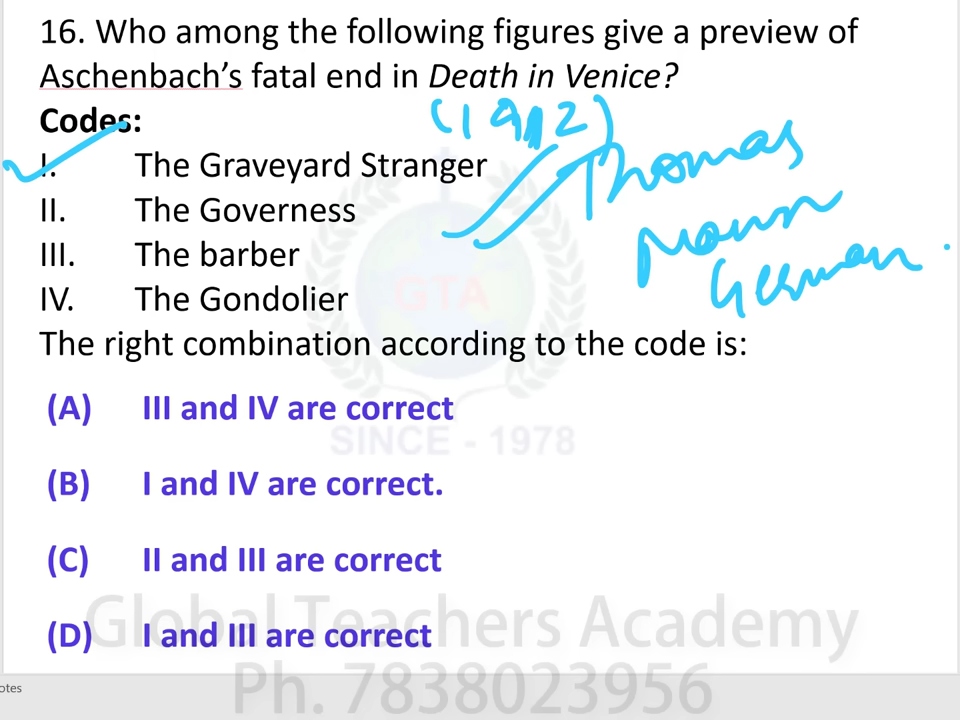 16. Who among the following figures give a preview of
Aschenbach's fatal end in Death in Venice?
Codes:
(1912)
I. The Graveyard Stranger
Thomas
II. The Governess
Mann
III. The barber
German.
IV. The Gondolier
GTA
The right combination according to the code is:
(A) III and IV are correct
SINCE - 1978
(B) I and IV are correct.
(C) II and III are correct
Global Teachers Academy
(D) I and III are correct
Ph. 7838023956
otes